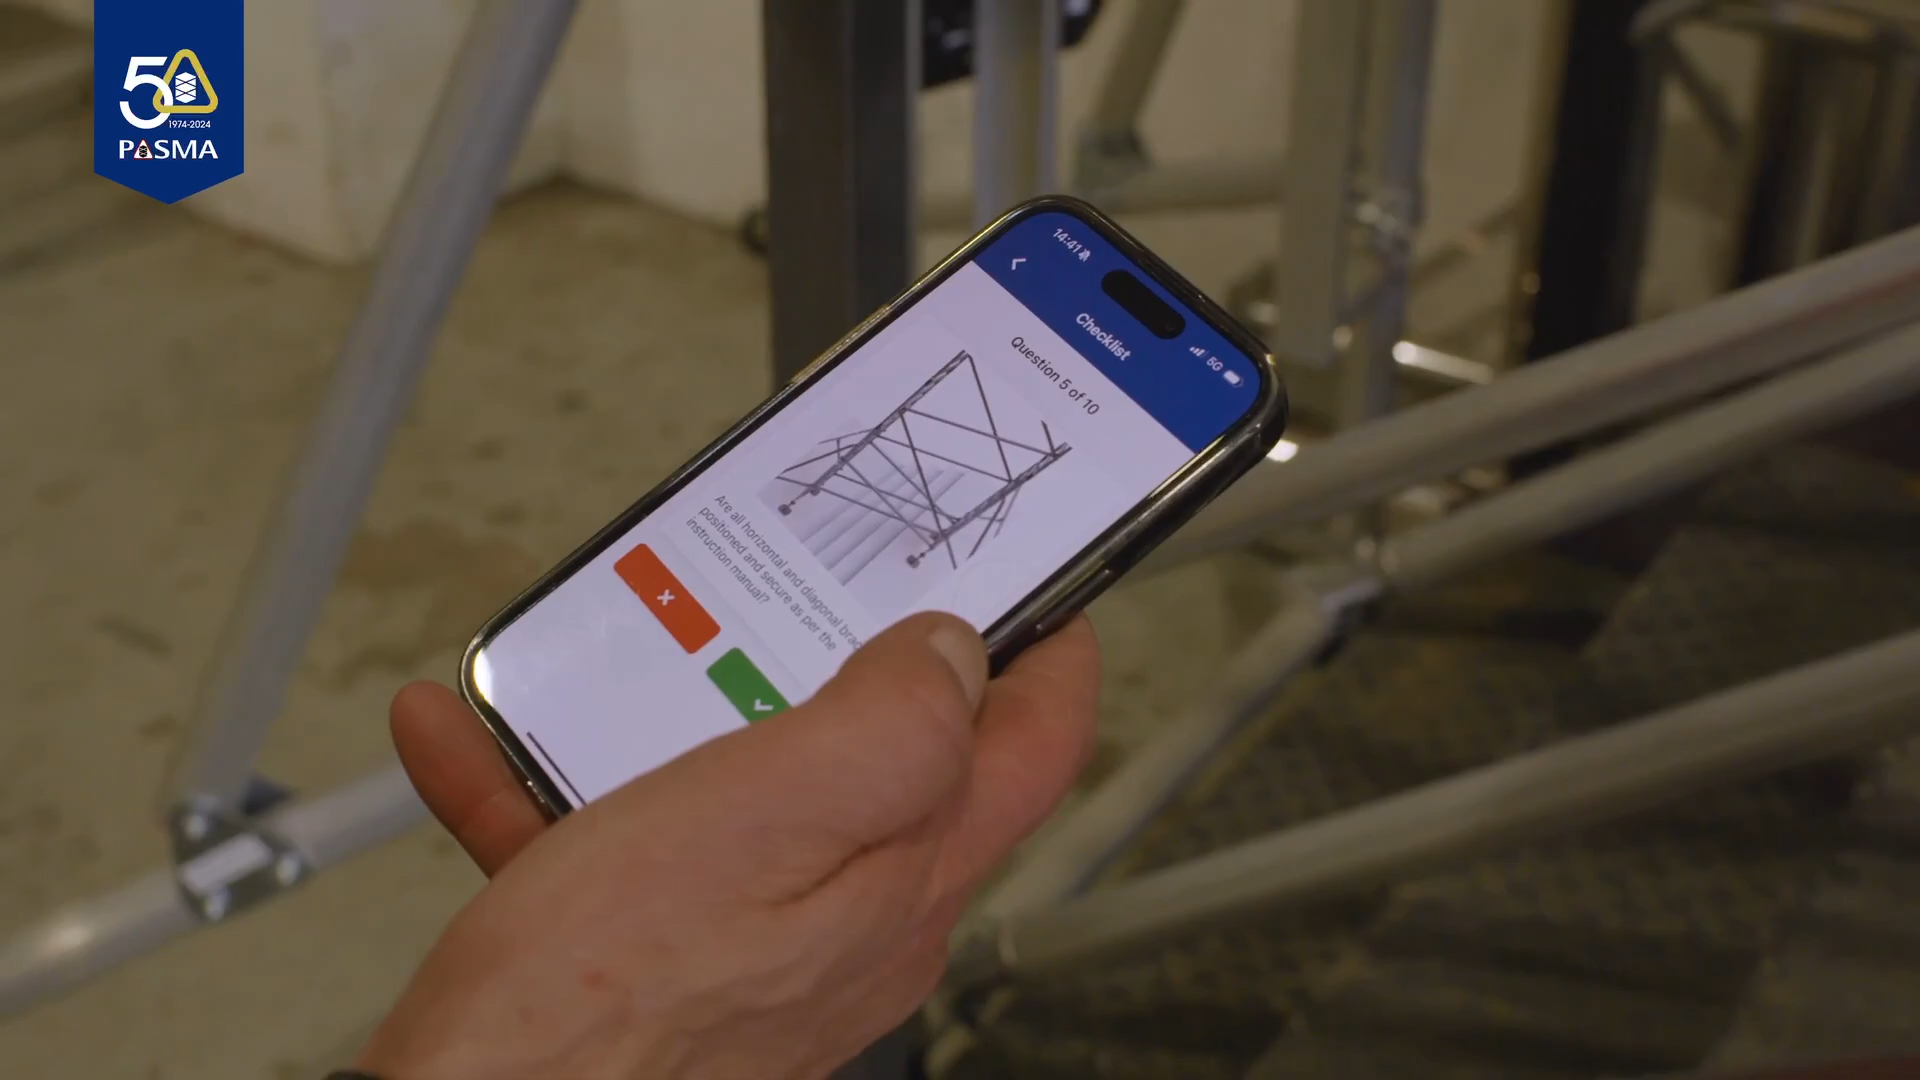 50
1974-2024
PASMA
14:41
5G
Checklist
Question 5 of 10
Are all horizontal and diagonal
positioned and secure as per the
instruction manual?